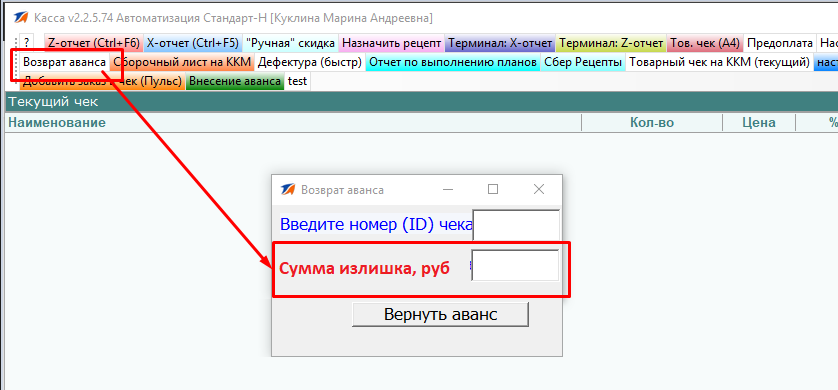 Касса v2.2.5.74 Автоматизация Стандарт-Н [Куклина Марина Андреевна]
? Z-отчет (Ctrl+F6) X-отчет (Ctrl+F5) "Ручная" скидка Назначить рецепт Терминал: X-отчет Терминал: Z-отчет Тов. чек (А4) Предоплата Нас
Возврат аванса Сборочный лист на ККМ Дефектура (быстр) Отчет по выполнению планов Сбер Рецепты Товарный чек на ККМ (текущий) наст
Добавить заказ в чек (Пульс) Внесение аванса test
Текущий чек
Наименование Кол-во Цена %
Возврат аванса
Введите номер (ID) чека
Сумма излишка, руб
Вернуть аванс